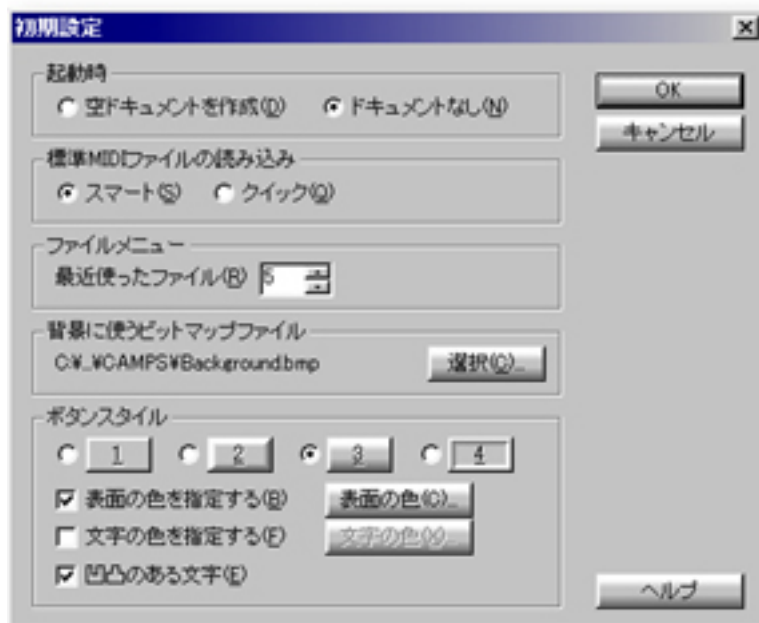 初期設定
起動時
空ドキュメントを作成(D) ドキュメントなし(N)
OK
キャンセル
標準MIDIファイルの読み込み
スマート(S) クイック(Q)
ファイルメニュー
最近使ったファイル(R) 5
背景に使うビットマップファイル
C:¥...¥CAMPS¥Background.bmp 選択(C)...
ボタンスタイル
1 2 3 4
表面の色を指定する(B) 表面の色(C)...
文字の色を指定する(F)
凹凸のある文字(E)
ヘルプ